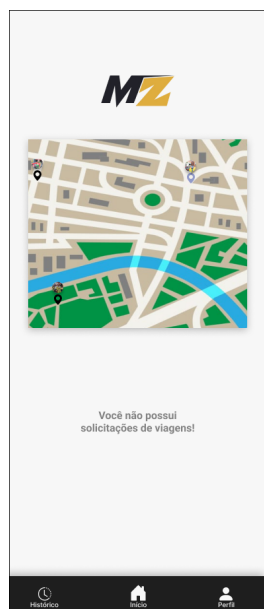 MZ
Você não possui
solicitações de viagens!
Histórico
Início
Perfil